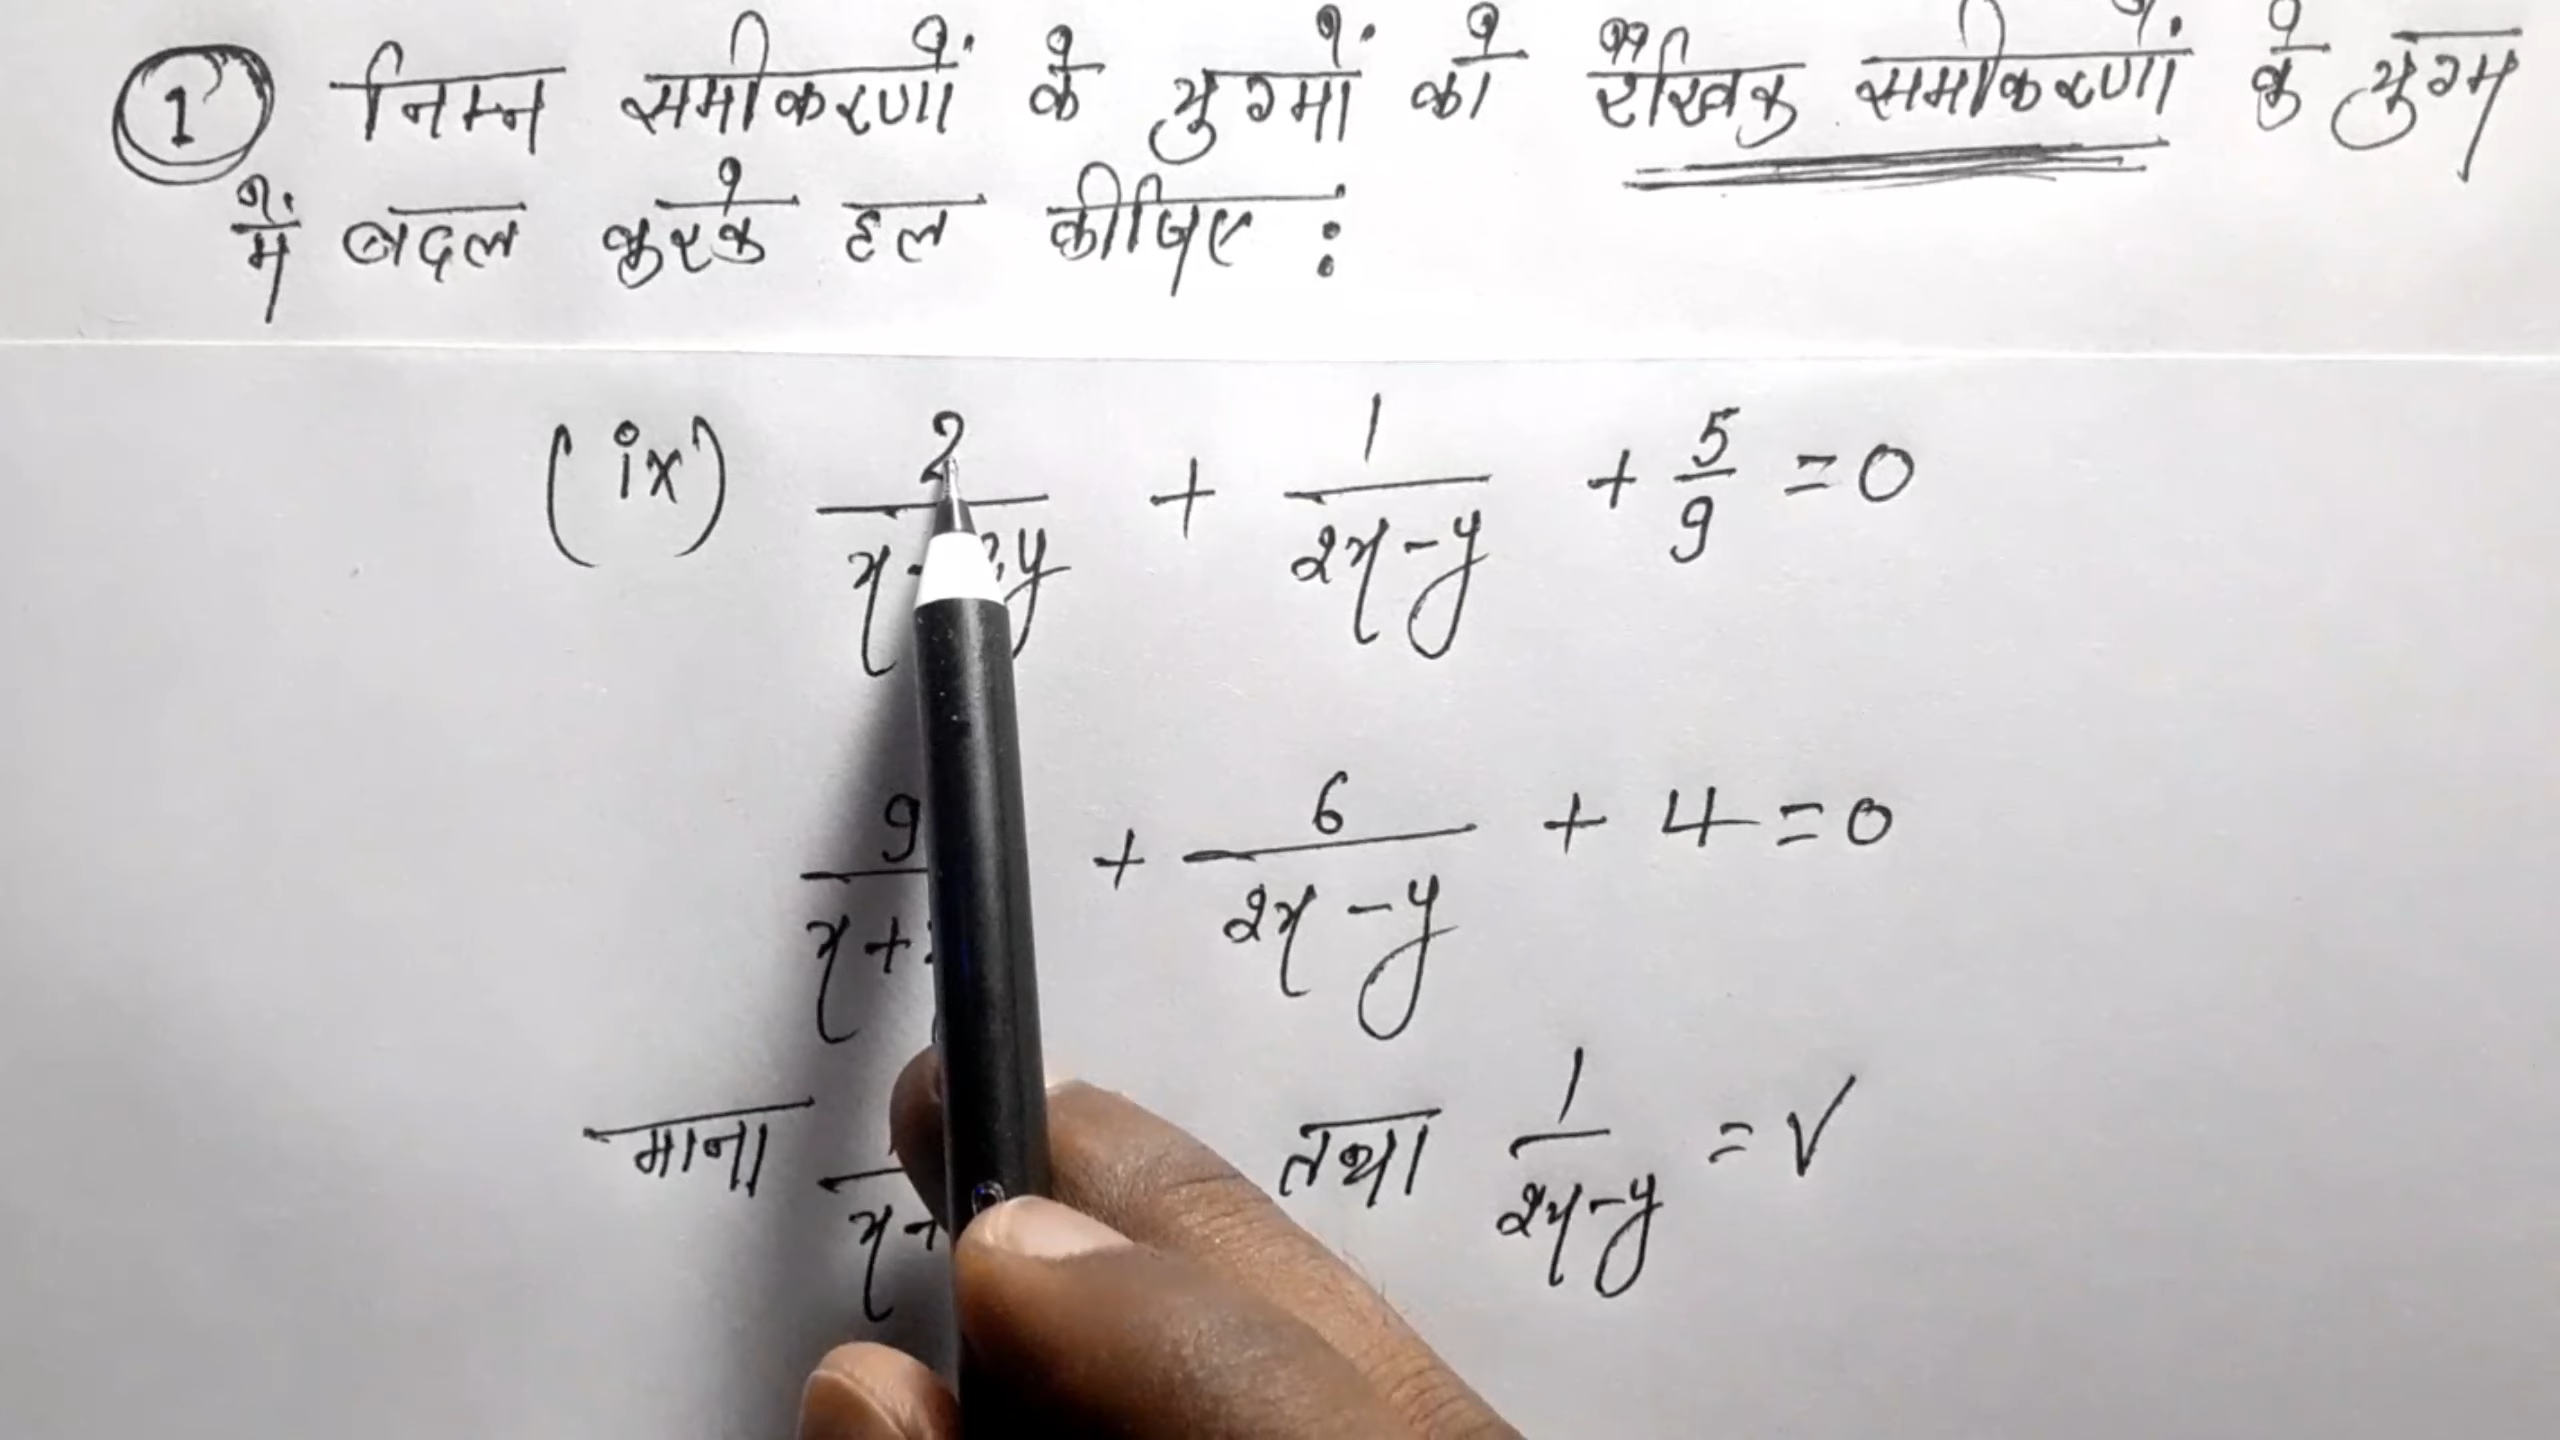 ① निम्न समीकरणों के युग्मों को रैखिक समीकरणों के युग्म
में बदल करके हल कीजिए :
(ix) 2/x y + 1/2x-y + 5/9 = 0
9/x+ + 6/2x-y + 4 = 0
माना x+ तथा 1/2x-y = v